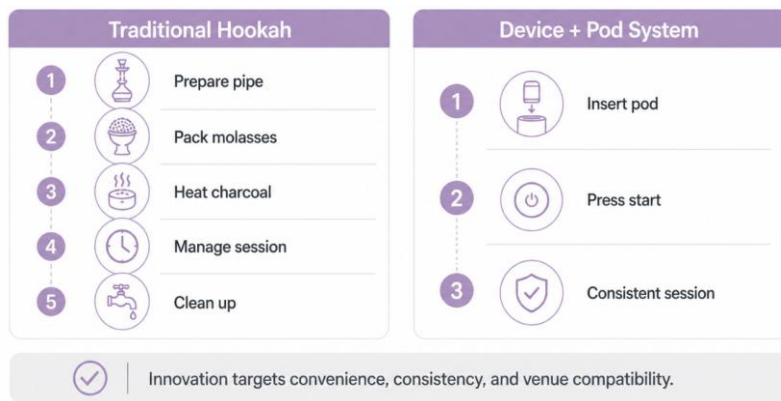 Traditional Hookah
1
Prepare pipe
2
Pack molasses
3
Heat charcoal
4
Manage session
5
Clean up
Device + Pod System
1
Insert pod
2
Press start
3
Consistent session
Innovation targets convenience, consistency, and venue compatibility.